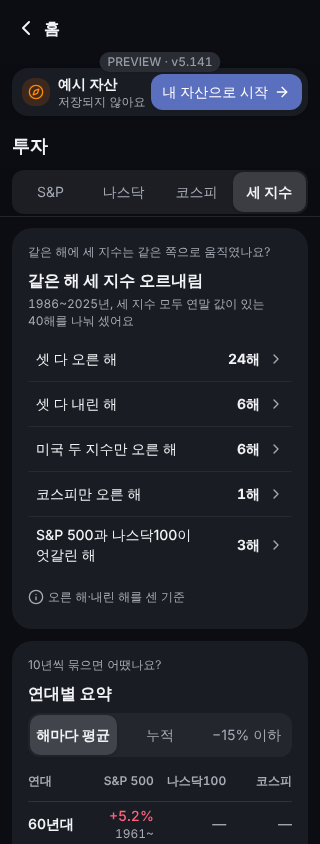 홈
PREVIEW · v5.141
예시 자산
저장되지 않아요
내 자산으로 시작 →
투자
S&P 나스닥 코스피 세 지수
같은 해에 세 지수는 같은 쪽으로 움직였나요?
같은 해 세 지수 오르내림
1986~2025년, 세 지수 모두 연말 값이 있는
40해를 나눠 셌어요
셋 다 오른 해 24해
셋 다 내린 해 6해
미국 두 지수만 오른 해 6해
코스피만 오른 해 1해
S&P 500과 나스닥100이
엇갈린 해 3해
오른 해·내린 해를 센 기준
10년씩 묶으면 어땠나요?
연대별 요약
해마다 평균 누적 −15% 이하
연대 S&P 500 나스닥100 코스피
60년대 +5.2% — —
1961~